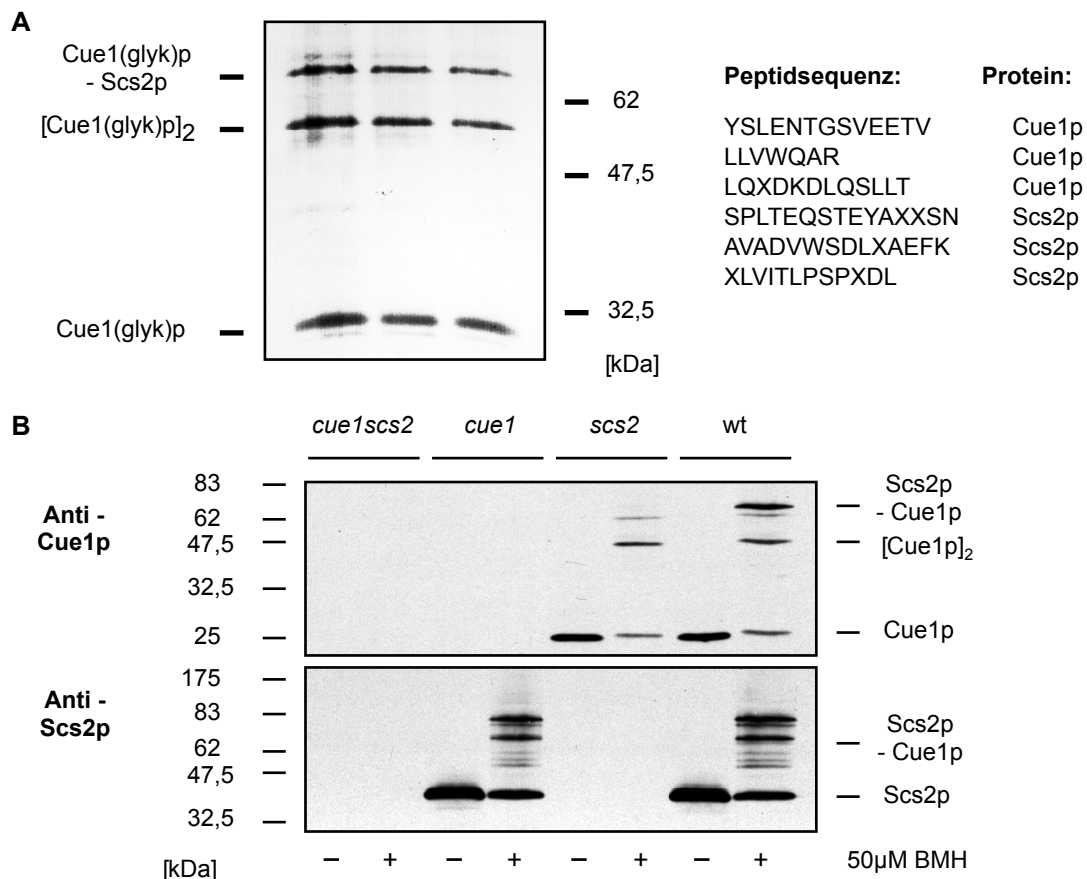 A
Cue1(glyk)p
- Scs2p
[Cue1(glyk)p]2
Cue1(glyk)p
62
47,5
32,5
[kDa]
Peptidsequenz: Protein:
YSLENTGSVEETV Cue1p
LLVWQAR Cue1p
LQXDKDLQSLLT Cue1p
SPLTEQSTEYAXXSN Scs2p
AVADVWSDLXAEFK Scs2p
XLVITLPSPXDL Scs2p
B
cue1scs2 cue1 scs2 wt
Anti -
Cue1p
83
62
47,5
32,5
25
Scs2p
- Cue1p
[Cue1p]2
Cue1p
Anti -
Scs2p
175
83
62
47,5
32,5
Scs2p
- Cue1p
Scs2p
[kDa] – + – + – + – + 50µM BMH